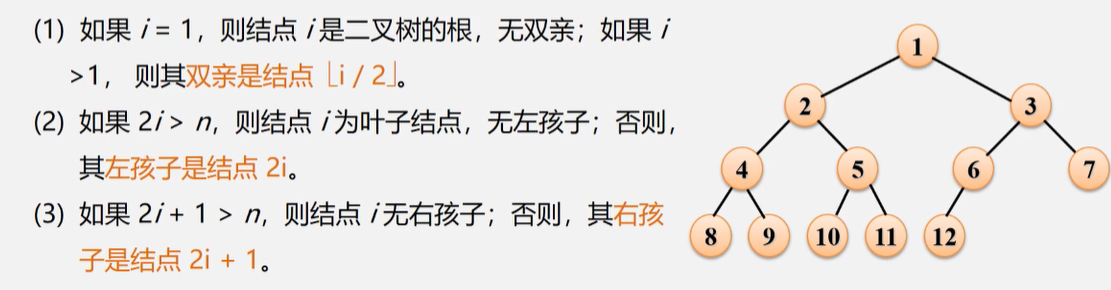 (1) 如果 i = 1，则结点 i 是二叉树的根，无双亲；如果 i
>1， 则其双亲是结点 ⌊i / 2⌋。
(2) 如果 2i > n，则结点 i 为叶子结点，无左孩子；否则，
其左孩子是结点 2i。
(3) 如果 2i + 1 > n，则结点 i 无右孩子；否则，其右孩
子是结点 2i + 1。
1
2 3
4 5 6 7
8 9 10 11 12